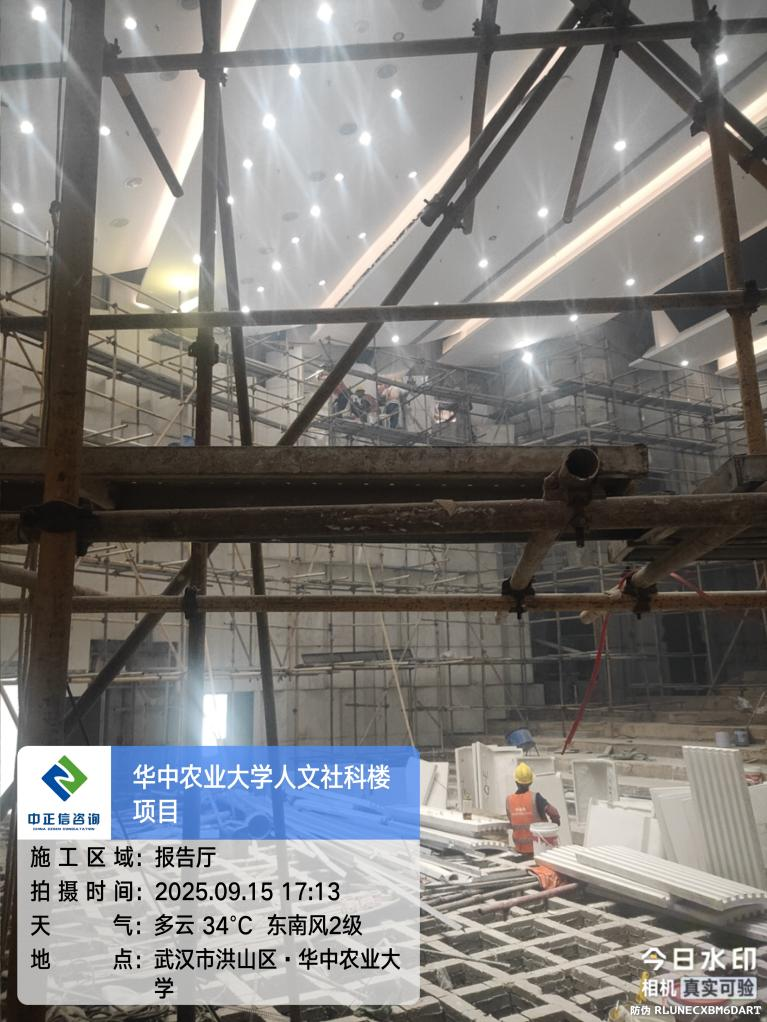 中正信咨询
华中农业大学人文社科楼
项目
施工区域：报告厅
拍摄时间：2025.09.15 17:13
天气：多云 34℃ 东南风2级
地点：武汉市洪山区·华中农业大
学
今日水印
相机 真实可验
防伪 RLUNECXBM6DART